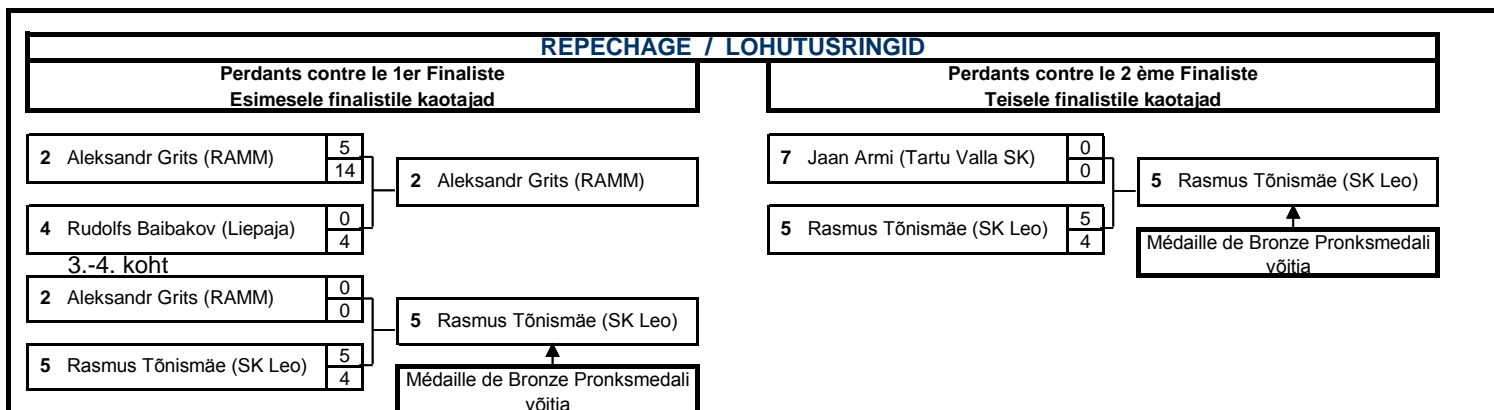 REPECHAGE / LOHUTUSRINGID
Perdants contre le 1er Finaliste
Esimesele finalistile kaotajad
2 Aleksandr Grits (RAMM) 5
14
2 Aleksandr Grits (RAMM)
4 Rudolfs Baibakov (Liepaja) 0
4
3.-4. koht
2 Aleksandr Grits (RAMM) 0
0
5 Rasmus Tõnismäe (SK Leo)
5 Rasmus Tõnismäe (SK Leo) 5
4
Médaille de Bronze Pronksmedali
võitja
Perdants contre le 2 ème Finaliste
Teisele finalistile kaotajad
7 Jaan Armi (Tartu Valla SK) 0
0
5 Rasmus Tõnismäe (SK Leo)
5 Rasmus Tõnismäe (SK Leo) 5
4
Médaille de Bronze Pronksmedali
võitja